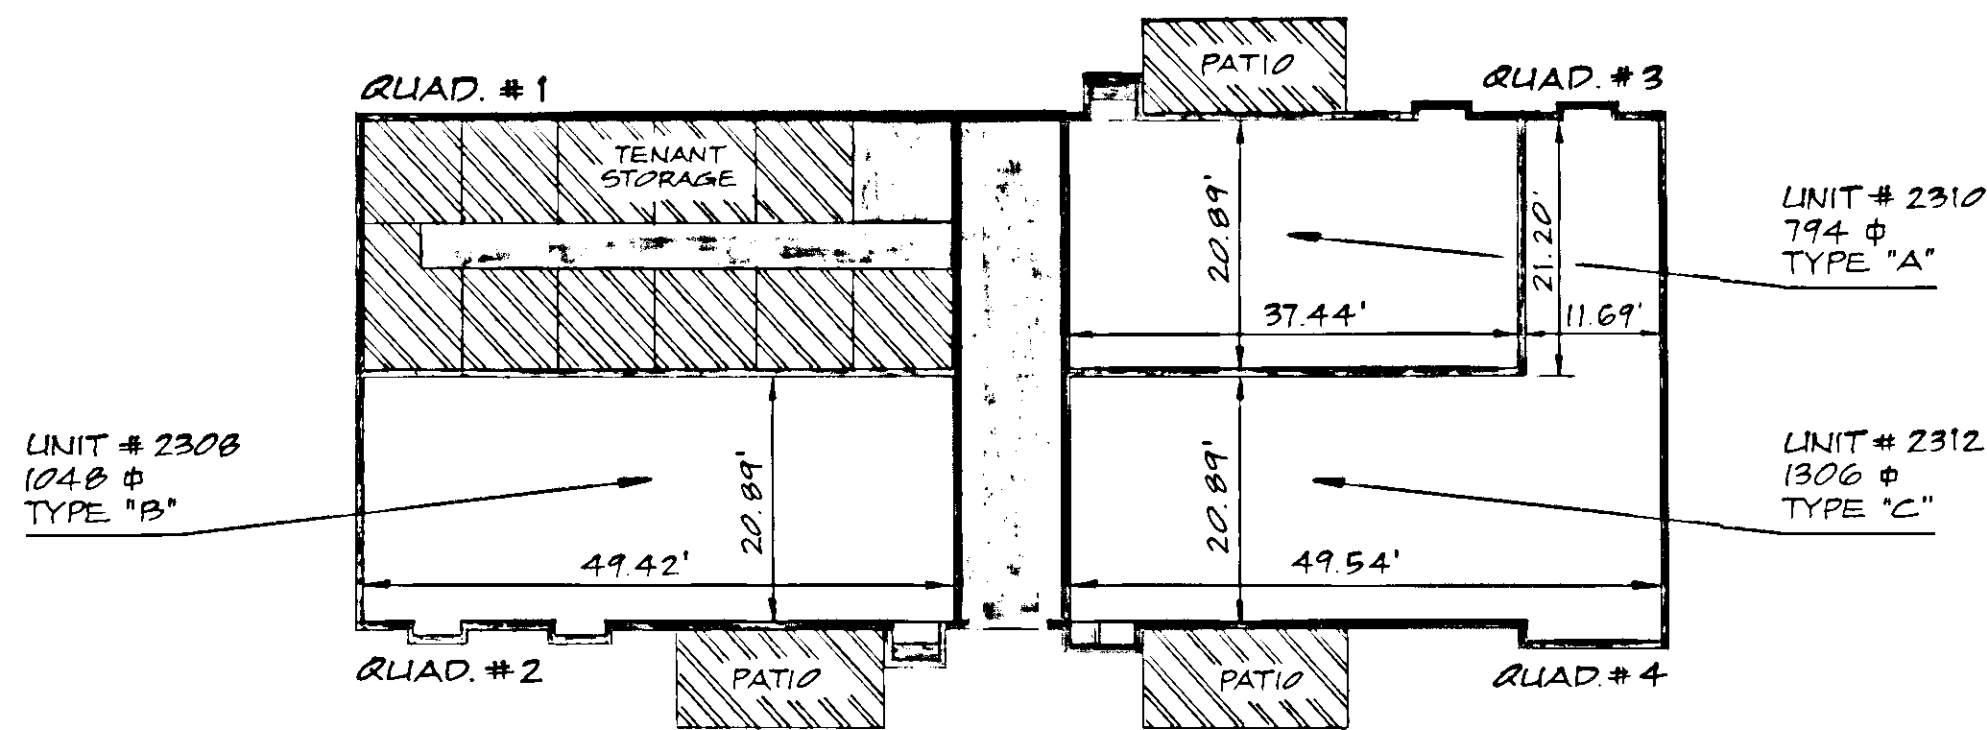 PATIO
QUAD. # 1
QUAD. # 3
TENANT
STORAGE
20.89'
21.20'
UNIT # 2310
794 ⌽
TYPE "A"
37.44'
11.69'
UNIT # 2308
1048 ⌽
TYPE "B"
20.89'
49.42'
20.89'
49.54'
UNIT # 2312
1306 ⌽
TYPE "C"
QUAD. # 2
PATIO
PATIO
QUAD. # 4